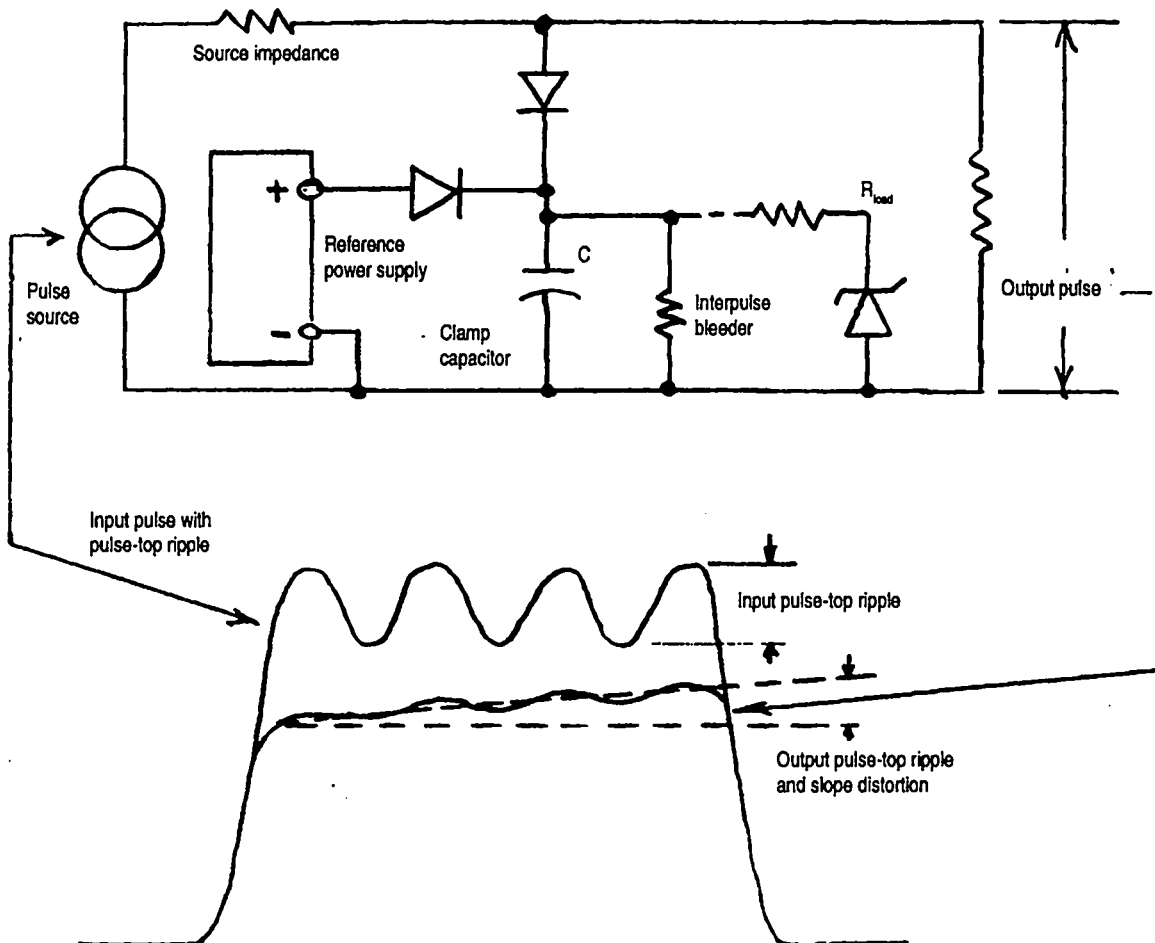 Source impedance
+
R load
Reference
power supply
C
Output pulse
Pulse
source
-
Clamp
capacitor
Interpulse
bleeder
Input pulse with
pulse-top ripple
Input pulse-top ripple
Output pulse-top ripple
and slope distortion